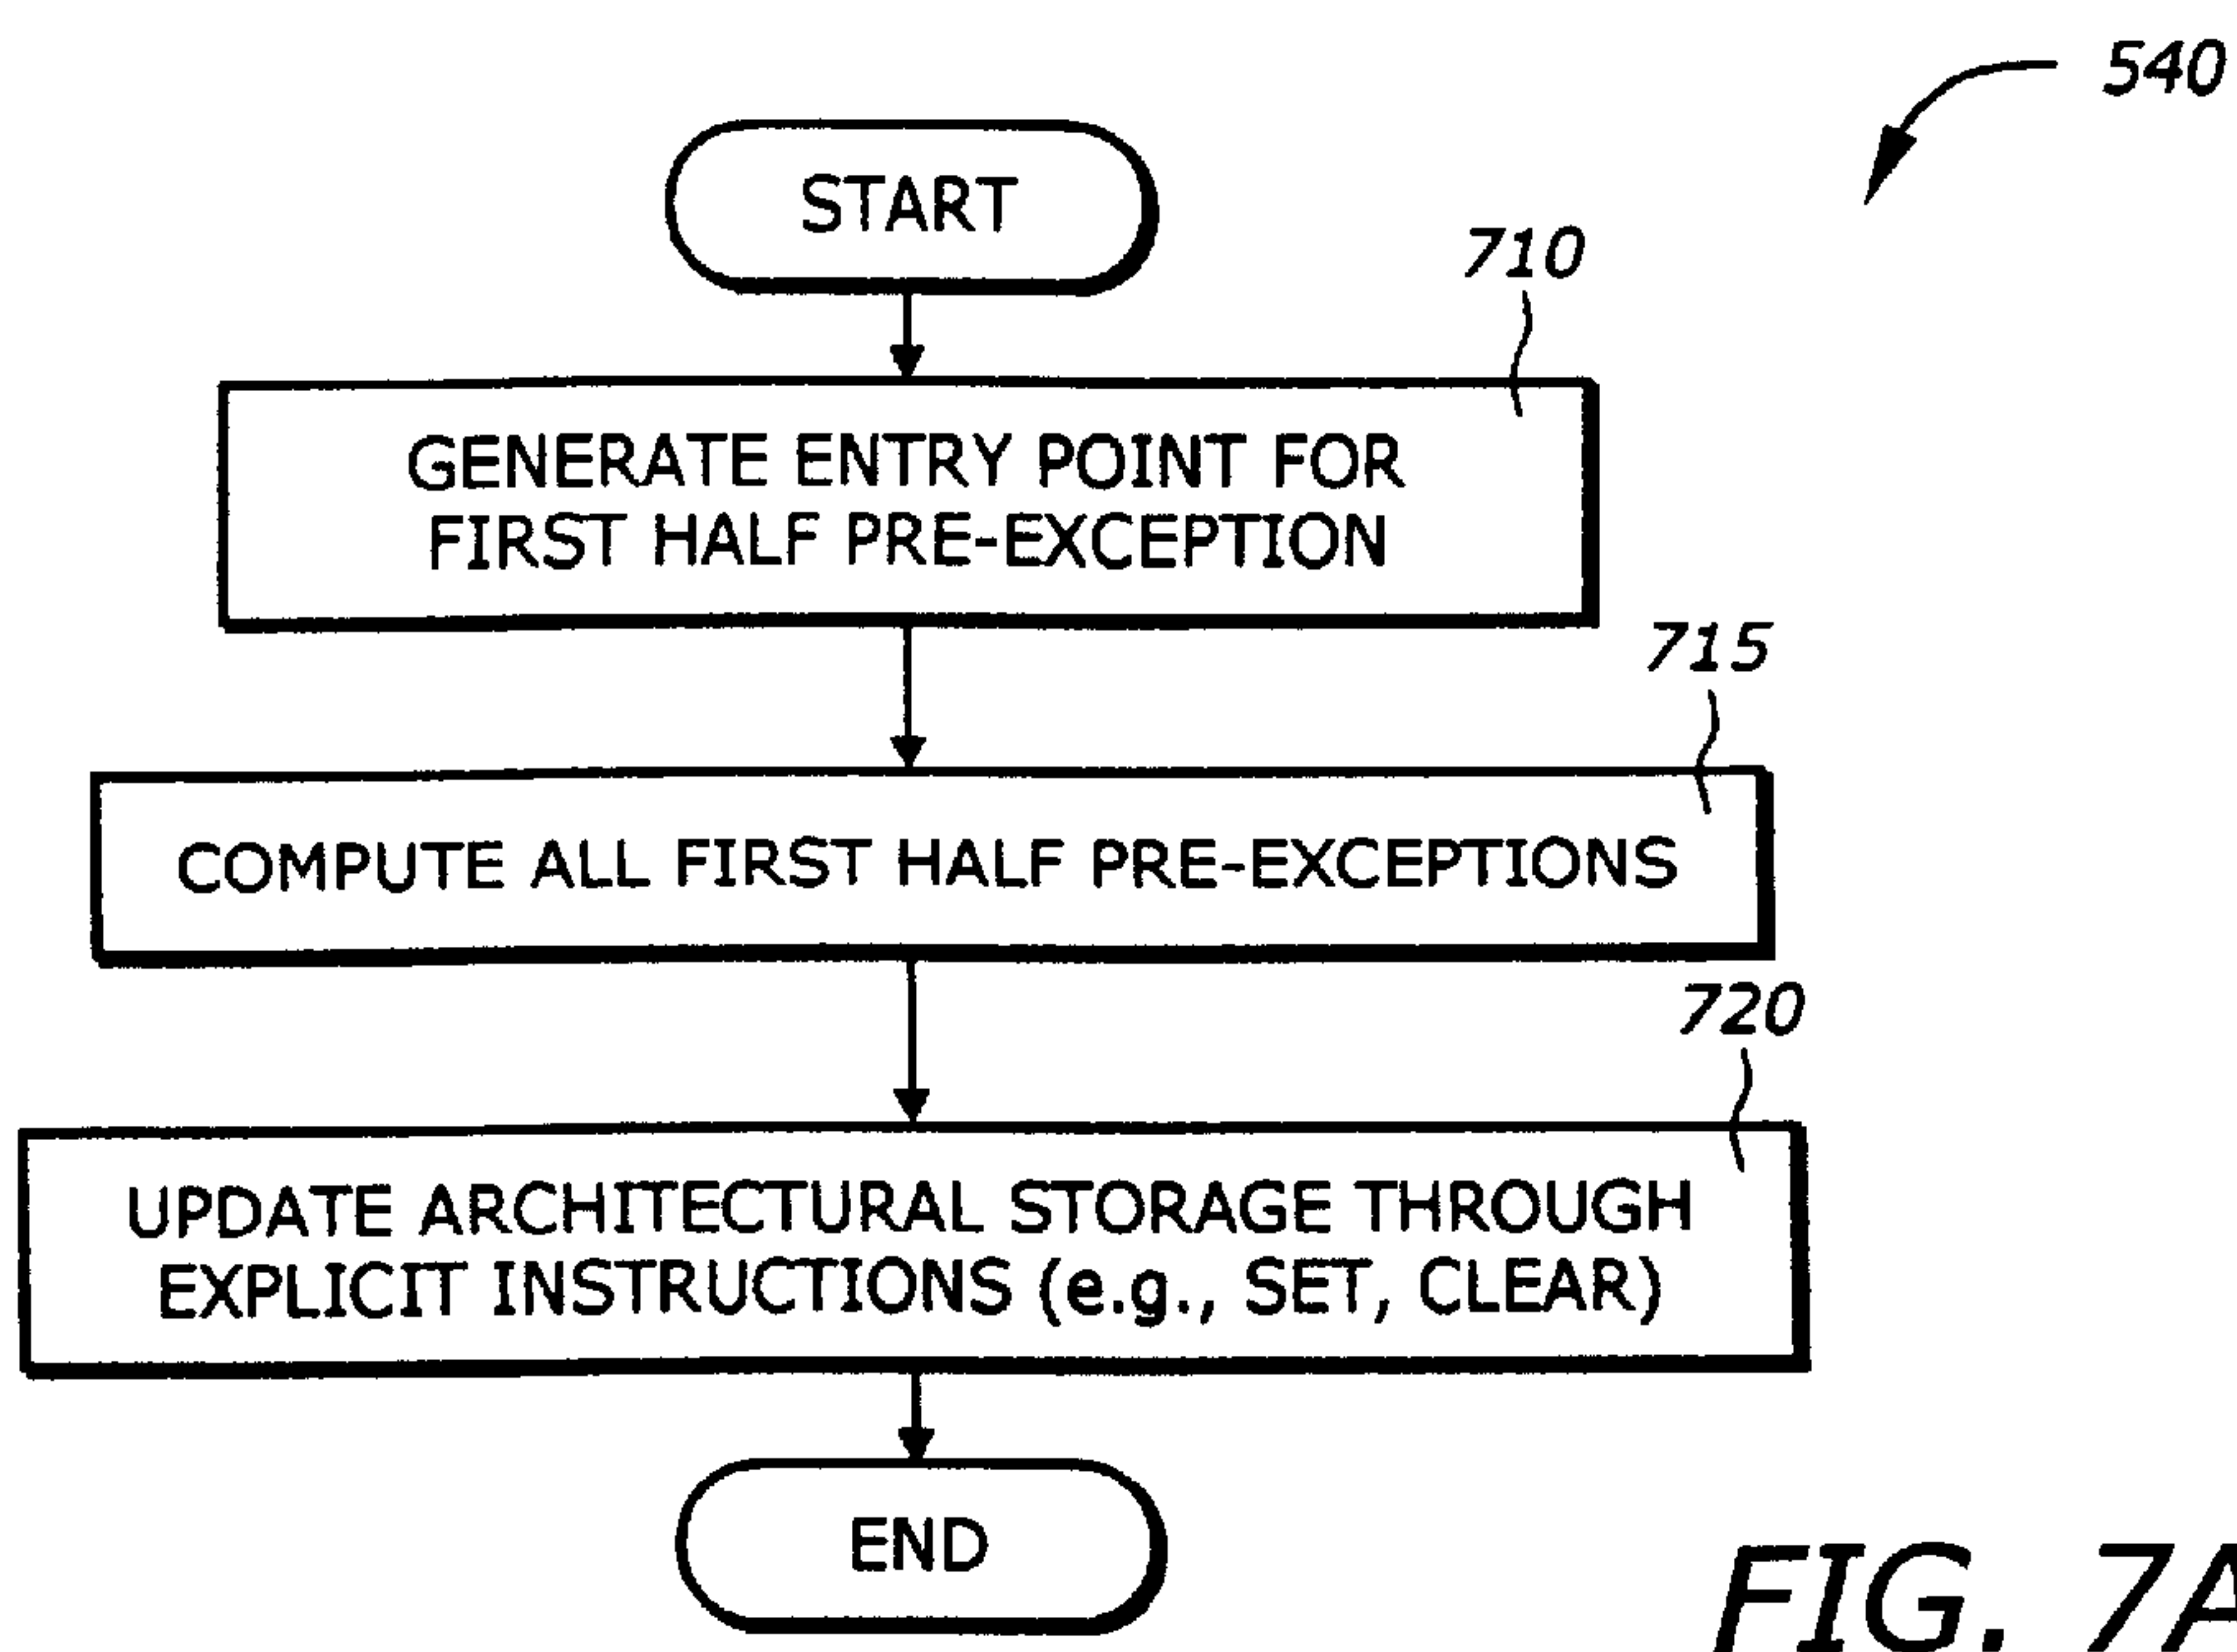 540
START
710
GENERATE ENTRY POINT FOR
FIRST HALF PRE-EXCEPTION
715
COMPUTE ALL FIRST HALF PRE-EXCEPTIONS
720
UPDATE ARCHITECTURAL STORAGE THROUGH
EXPLICIT INSTRUCTIONS (e.g., SET, CLEAR)
END
FIG. 7A